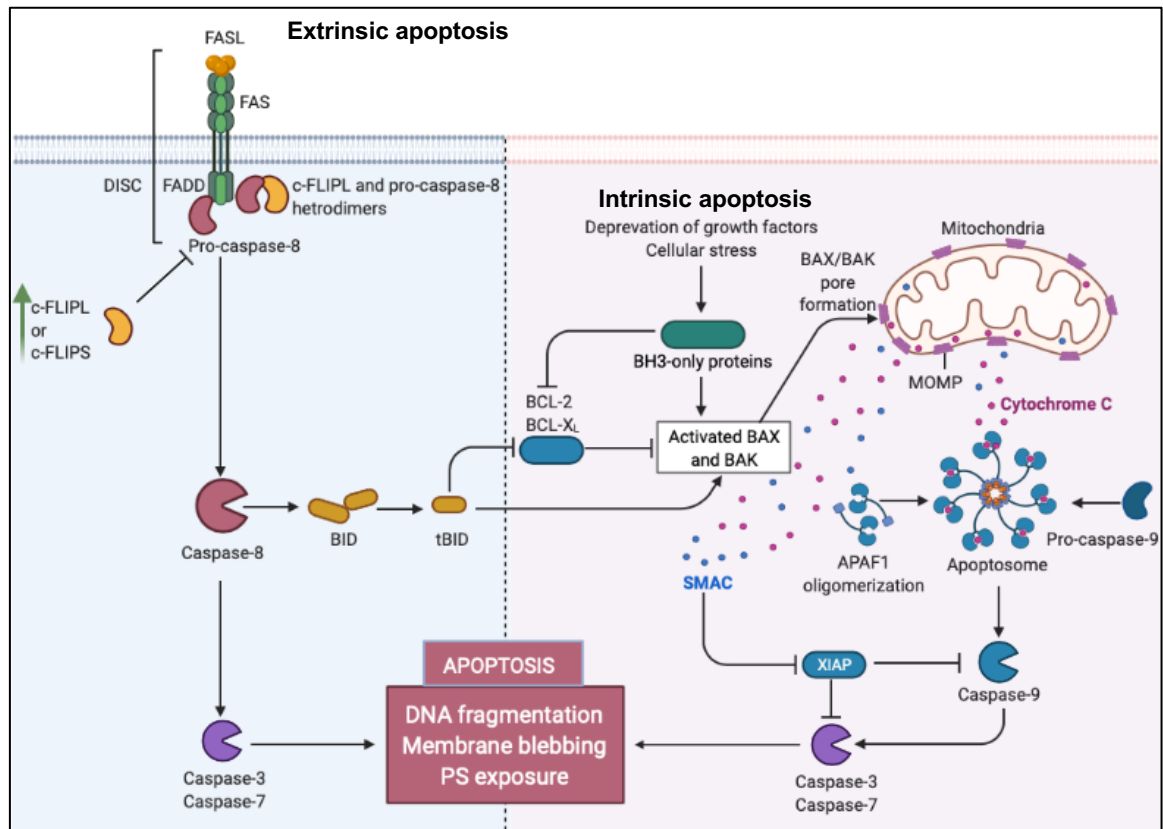 Extrinsic apoptosis
FASL
FAS
DISC
FADD
c-FLIPL and pro-caspase-8
hetrodimers
Pro-caspase-8
c-FLIPL
or
c-FLIPS
Caspase-8
BID
tBID
Caspase-3
Caspase-7
Intrinsic apoptosis
Deprevation of growth factors
Cellular stress
BH3-only proteins
BCL-2
BCL-XL
Activated BAX
and BAK
BAX/BAK
pore
formation
Mitochondria
MOMP
Cytochrome C
SMAC
APAF1
oligomerization
Apoptosome
Pro-caspase-9
XIAP
Caspase-9
Caspase-3
Caspase-7
APOPTOSIS
DNA fragmentation
Membrane blebbing
PS exposure